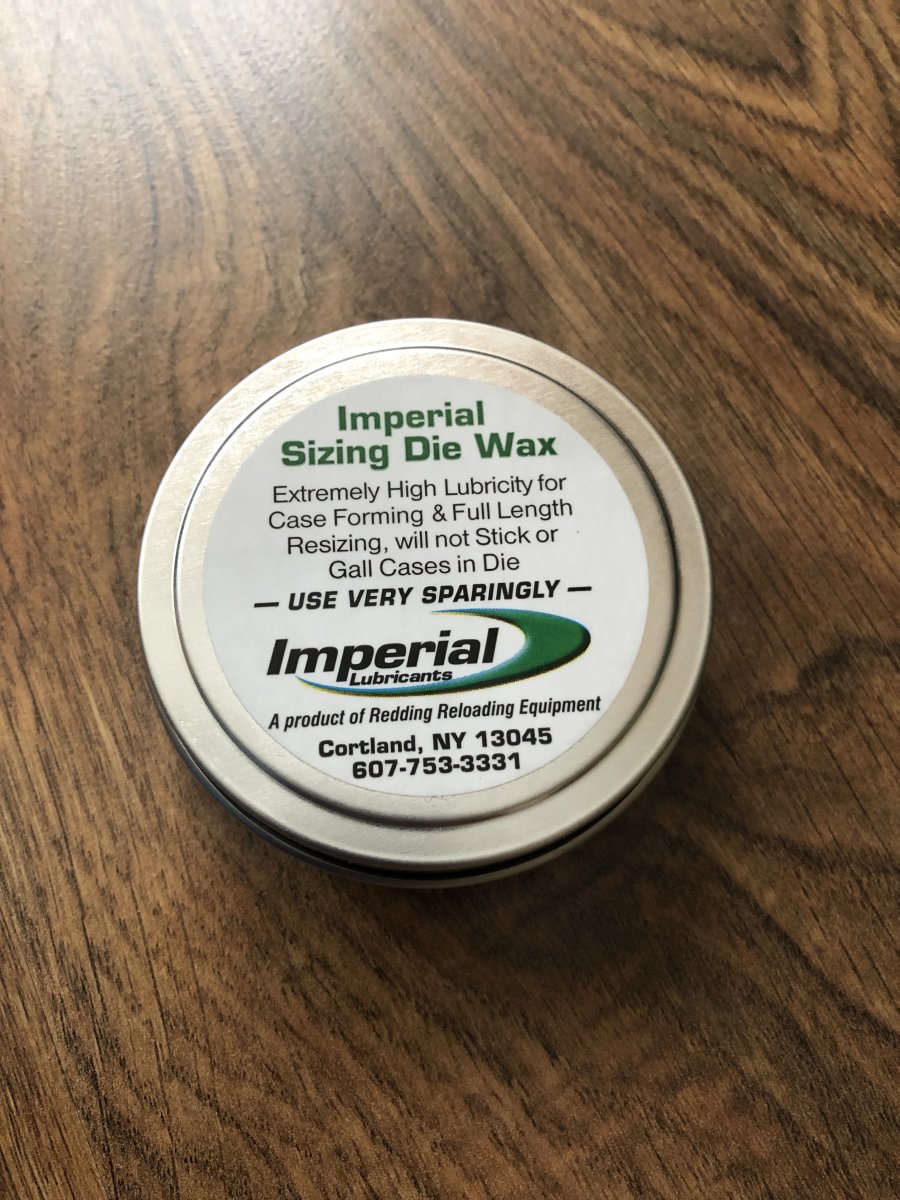 Imperial
Sizing Die Wax
Extremely High Lubricity for
Case Forming & Full Length
Resizing, will not Stick or
Gall Cases in Die
— USE VERY SPARINGLY —
Imperial
Lubricants
A product of Redding Reloading Equipment
Cortland, NY 13045
607-753-3331